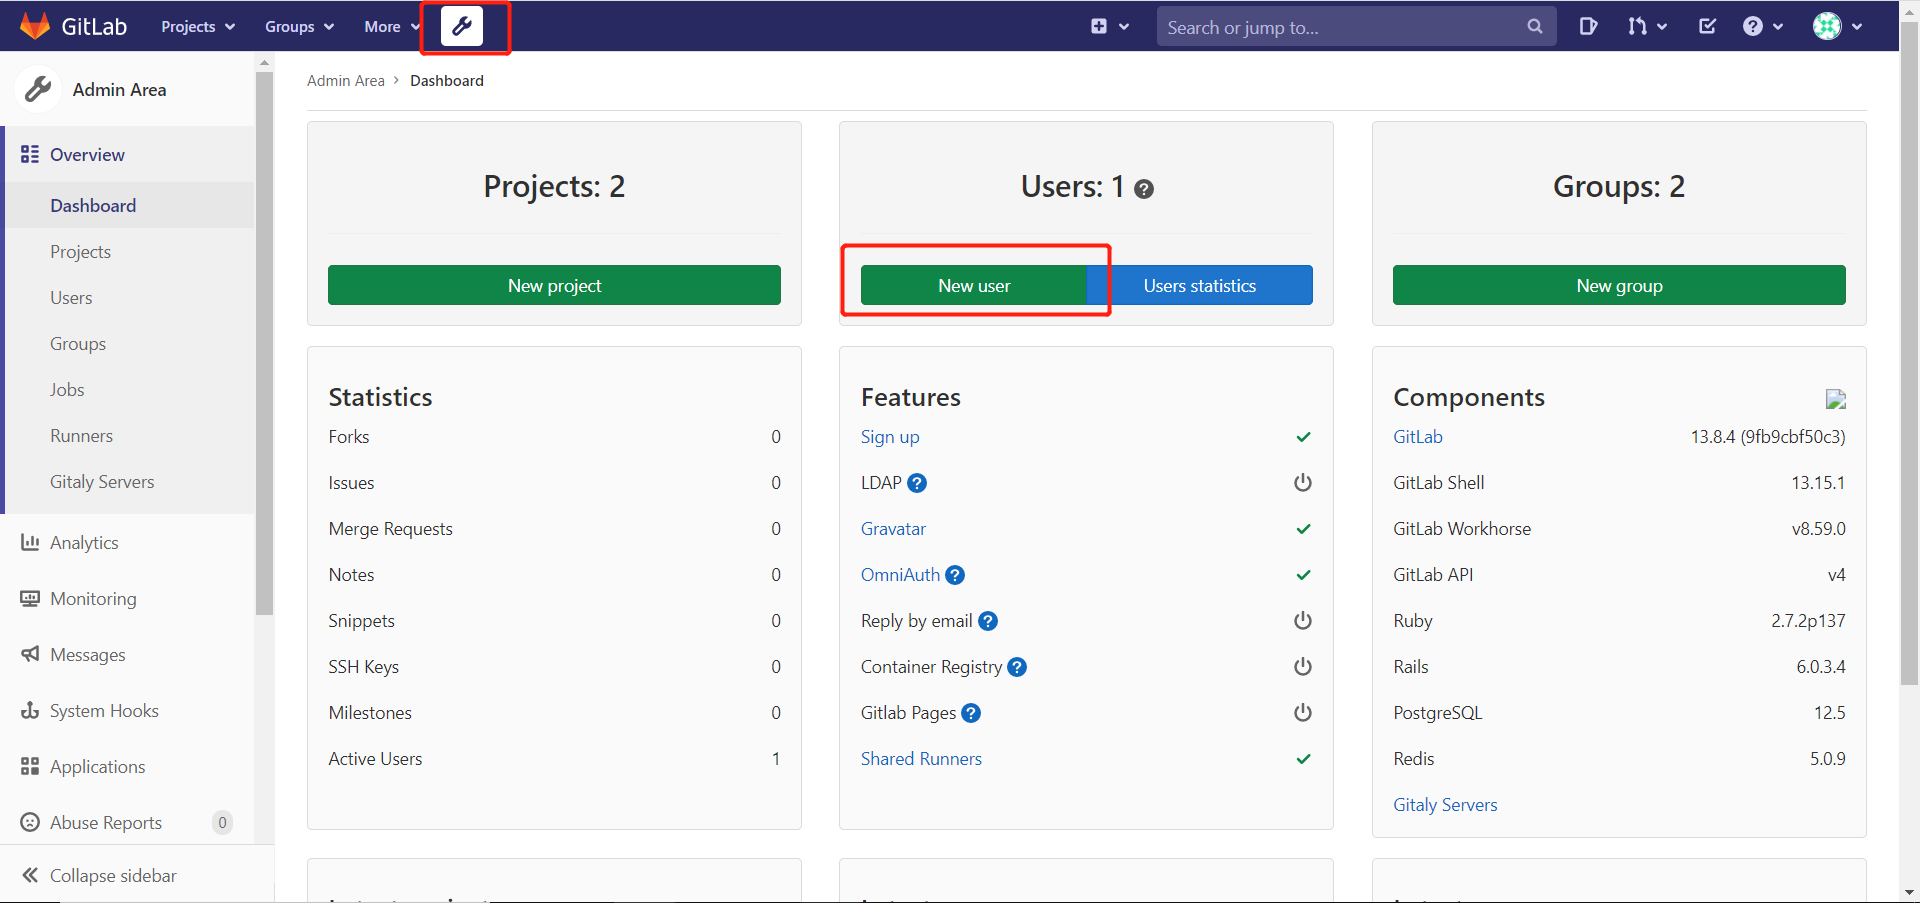 GitLab
Projects
Groups
More
Search or jump to...
Admin Area
Overview
Dashboard
Projects
Users
Groups
Jobs
Runners
Gitaly Servers
Analytics
Monitoring
Messages
System Hooks
Applications
Abuse Reports 0
Collapse sidebar
Admin Area > Dashboard
Projects: 2
New project
Users: 1
New user
Users statistics
Groups: 2
New group
Statistics
Forks 0
Issues 0
Merge Requests 0
Notes 0
Snippets 0
SSH Keys 0
Milestones 0
Active Users 1
Features
Sign up
LDAP
Gravatar
OmniAuth
Reply by email
Container Registry
Gitlab Pages
Shared Runners
Components
GitLab 13.8.4 (9fb9cbf50c3)
GitLab Shell 13.15.1
GitLab Workhorse v8.59.0
GitLab API v4
Ruby 2.7.2p137
Rails 6.0.3.4
PostgreSQL 12.5
Redis 5.0.9
Gitaly Servers